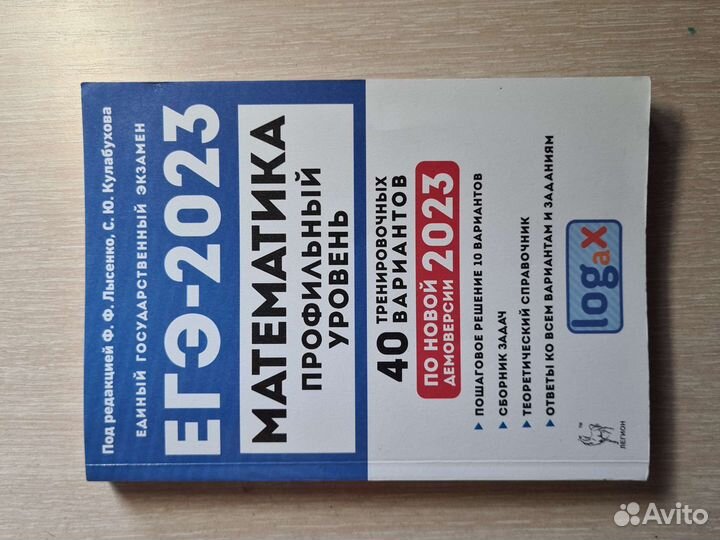 Под редакцией Ф. Ф. Лысенко, С. Ю. Кулабухова
ЕДИНЫЙ ГОСУДАРСТВЕННЫЙ ЭКЗАМЕН
ЕГЭ-2023
МАТЕМАТИКА
ПРОФИЛЬНЫЙ
УРОВЕНЬ
40 ТРЕНИРОВОЧНЫХ
ВАРИАНТОВ
ПО НОВОЙ
ДЕМОВЕРСИИ 2023
ПОШАГОВОЕ РЕШЕНИЕ 10 ВАРИАНТОВ
СБОРНИК ЗАДАЧ
ТЕОРЕТИЧЕСКИЙ СПРАВОЧНИК
ОТВЕТЫ КО ВСЕМ ВАРИАНТАМ И ЗАДАНИЯМ
logax
ЛЕГИОН
TM
Avito